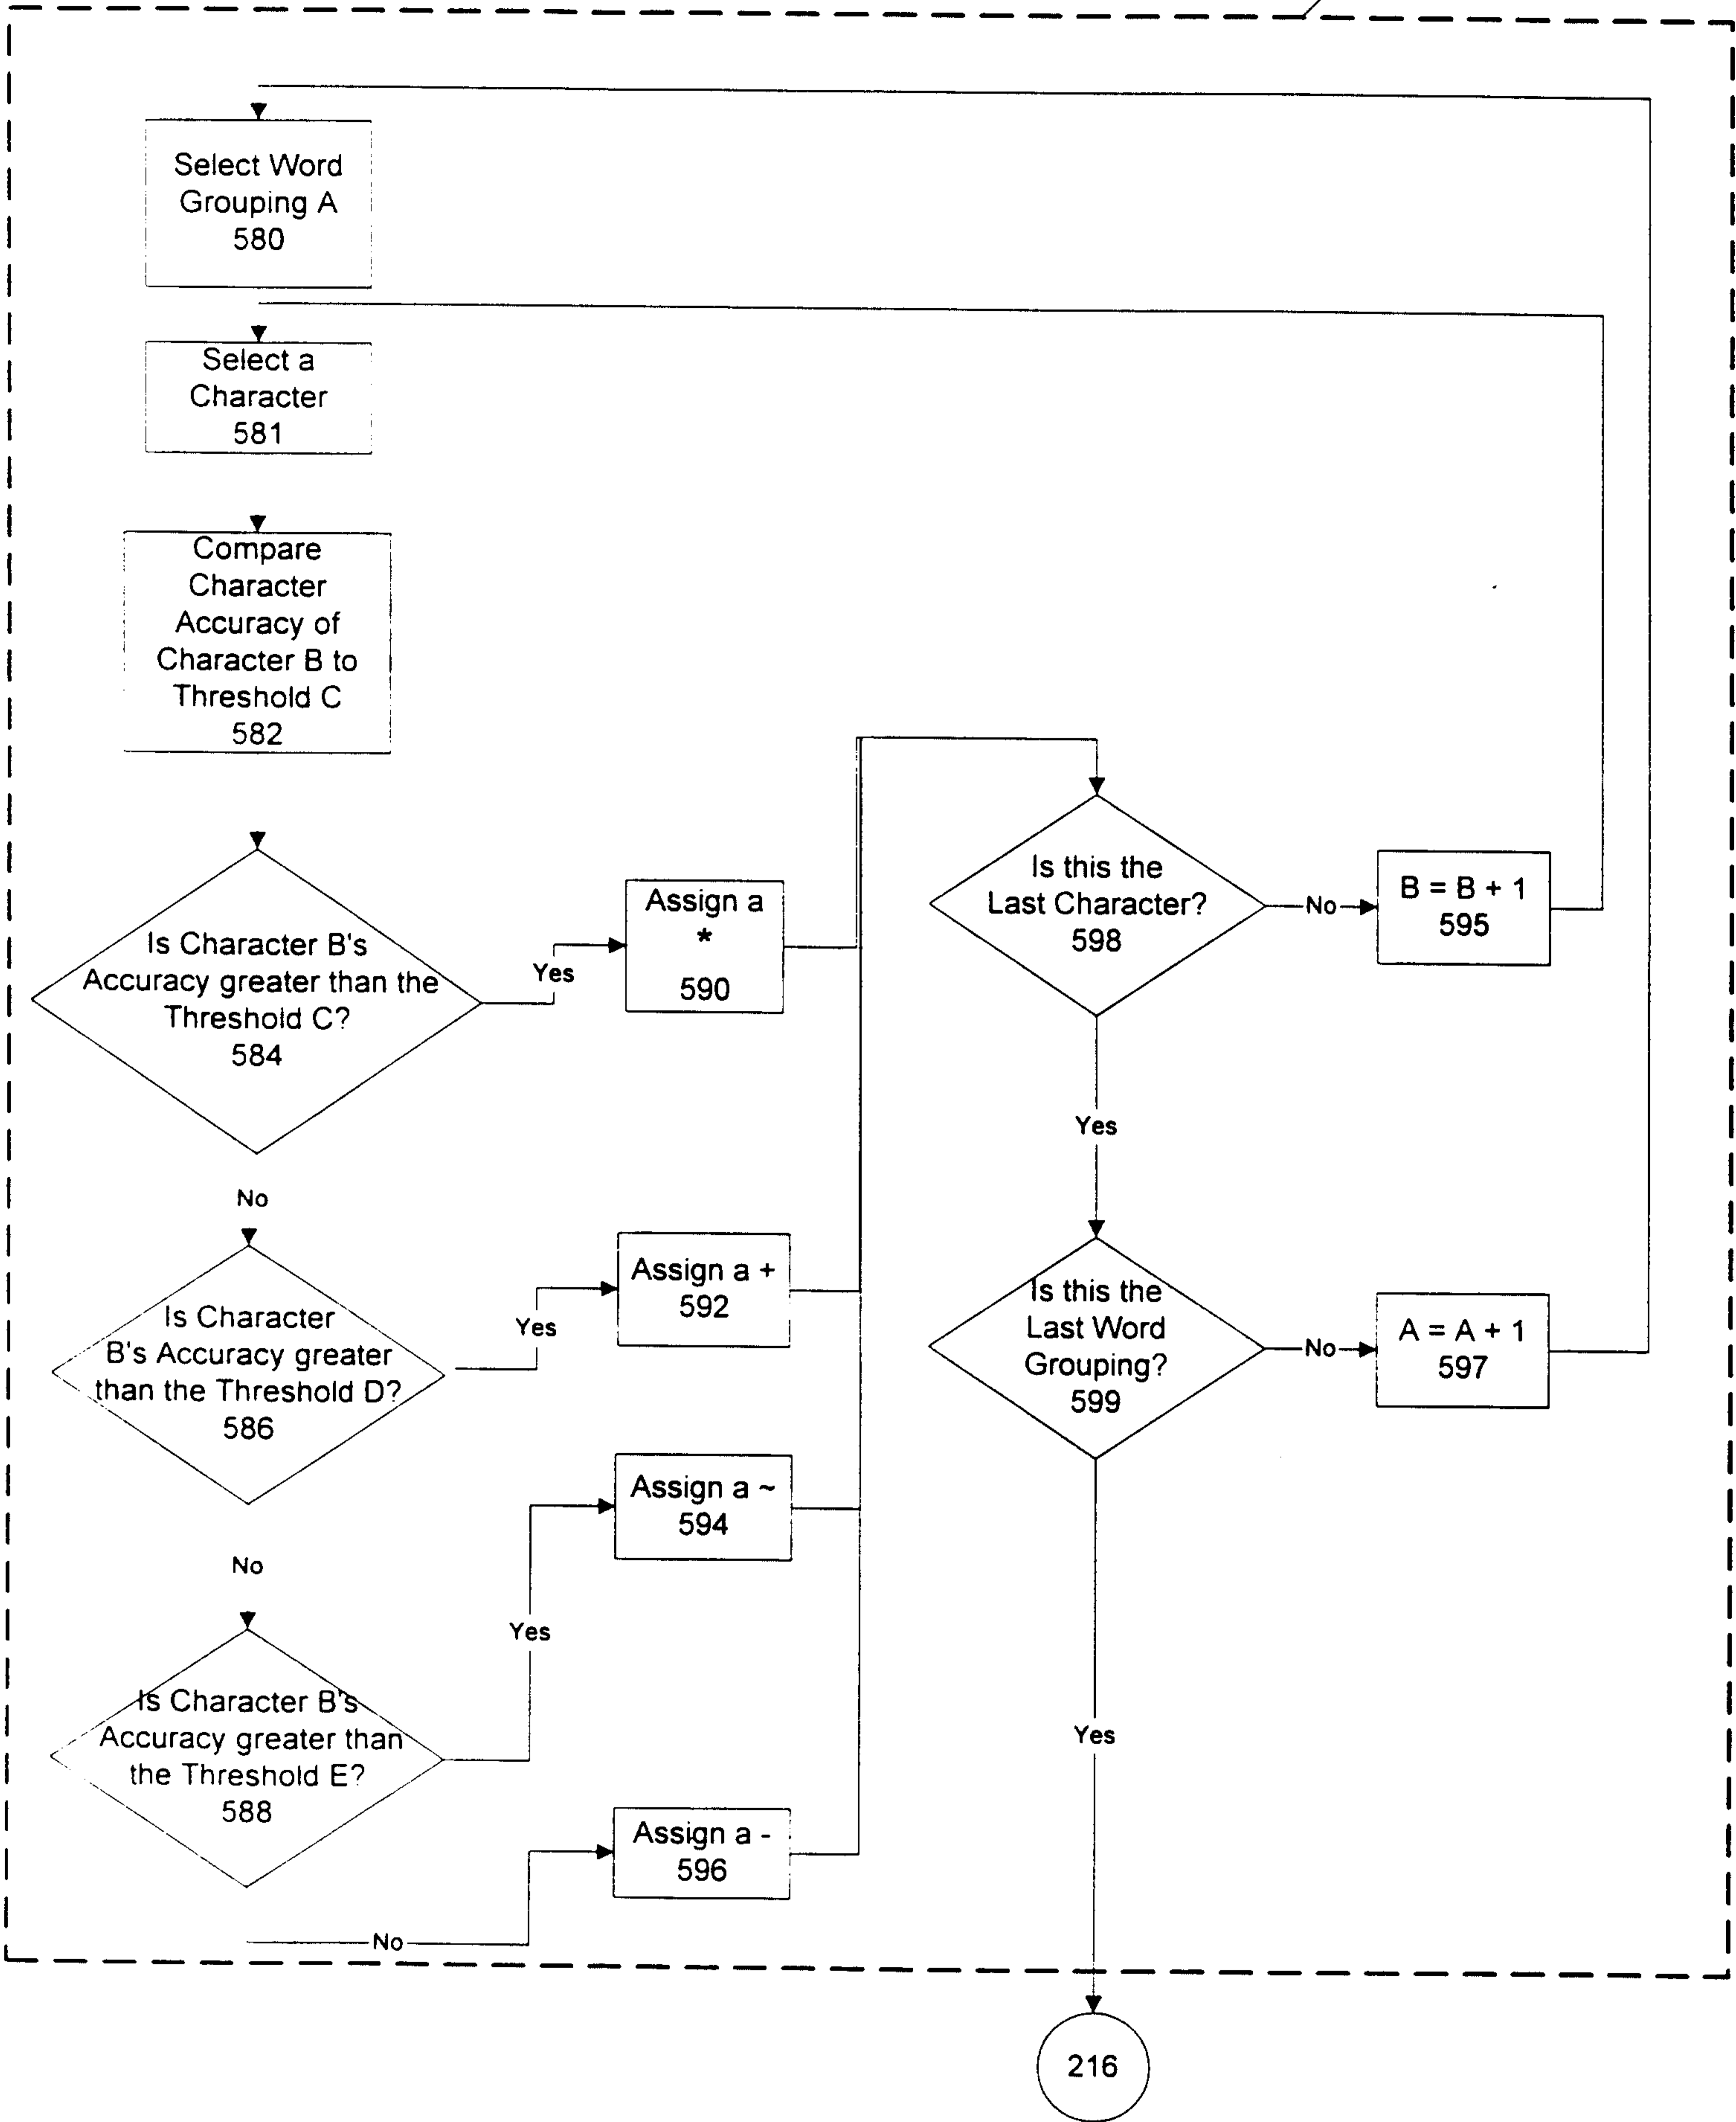 Select Word
Grouping A
580
Select a
Character
581
Compare
Character
Accuracy of
Character B to
Threshold C
582
Is Character B's
Accuracy greater than the
Threshold C?
584
Yes
Assign a
*
590
Is this the
Last Character?
598
No
B = B + 1
595
Yes
No
Is Character
B's Accuracy greater
than the Threshold D?
586
Yes
Assign a +
592
Is this the
Last Word
Grouping?
599
No
A = A + 1
597
No
Assign a ~
594
Yes
Is Character B's
Accuracy greater than
the Threshold E?
588
Yes
Assign a -
596
No
216